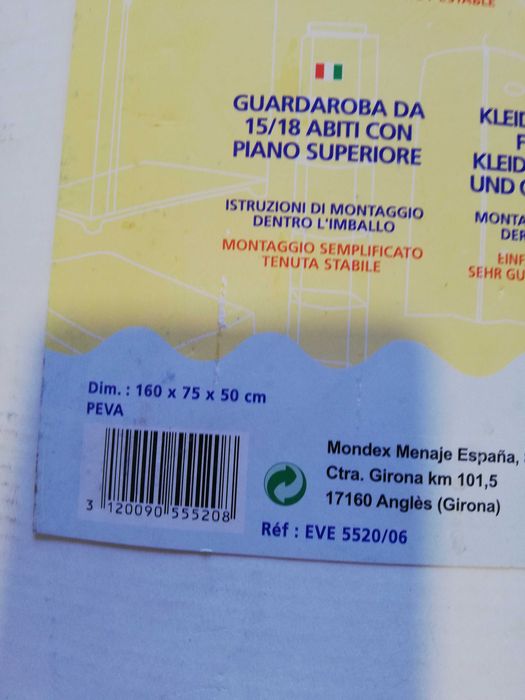 GUARDAROBA DA
15/18 ABITI CON
PIANO SUPERIORE
ISTRUZIONI DI MONTAGGIO
DENTRO L'IMBALLO
MONTAGGIO SEMPLIFICATO
TENUTA STABILE
UND
SEHR
Dim. : 160 x 75 x 50 cm
PEVA
3 120090 555208
Mondex Menaje España,
Ctra. Girona km 101,5
17160 Anglès (Girona)
Réf : EVE 5520/06